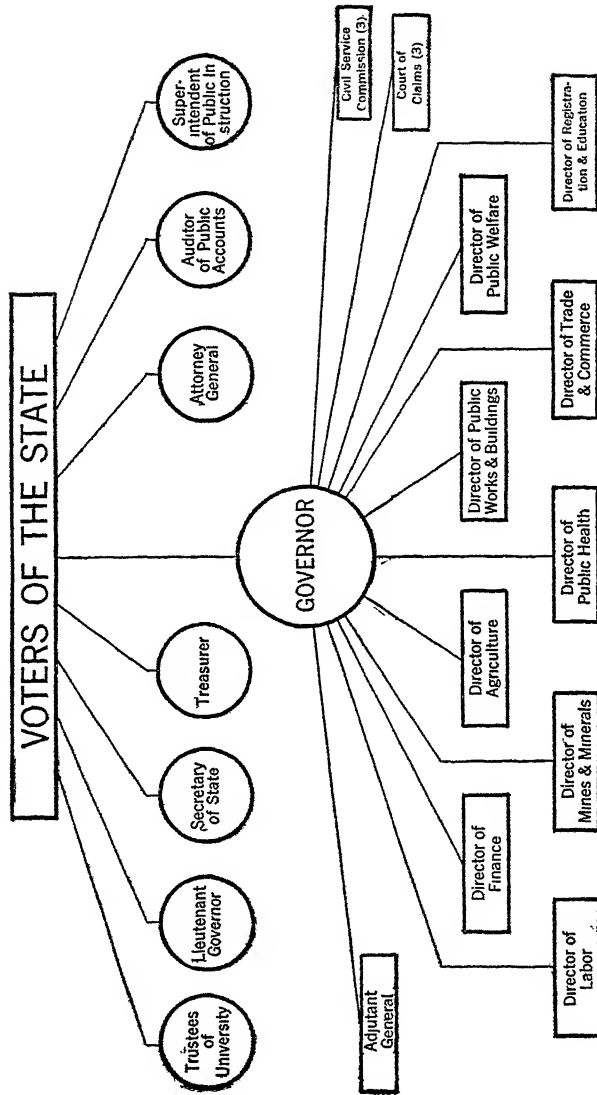 VOTERS OF THE STATE
Trustees
of
University
Lieutenant
Governor
Secretary
of State
Treasurer
Attorney
General
Auditor
of Public
Accounts
Super-
intendent
of Public In
struction
GOVERNOR
Adjutant
General
Civil Service
Commission (3)
Court of
Claims (3)
Director of
Finance
Director of
Agriculture
Director of Public
Works & Buildings
Director of
Public Welfare
Director of
Labor
Director of
Mines & Minerals
Director of
Public Health
Director of Trade
& Commerce
Director of Registra-
tion & Education